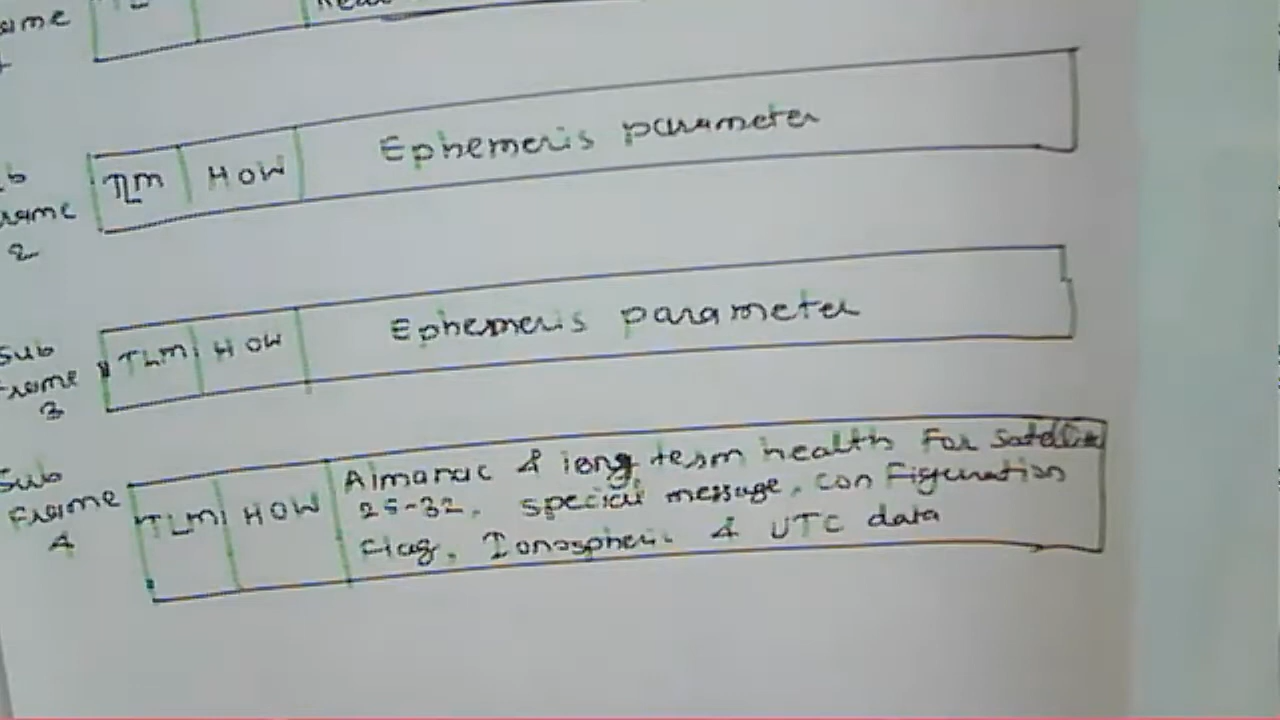 TLM HOW Ephemeris parameter
frame
2
Sub
frame
3
TLM HOW Ephemeris parameter
Sub
Frame
4
TLM HOW
Almanac & long term health For Satellite
25-32, special message, configuration
flag, Ionospheric & UTC data